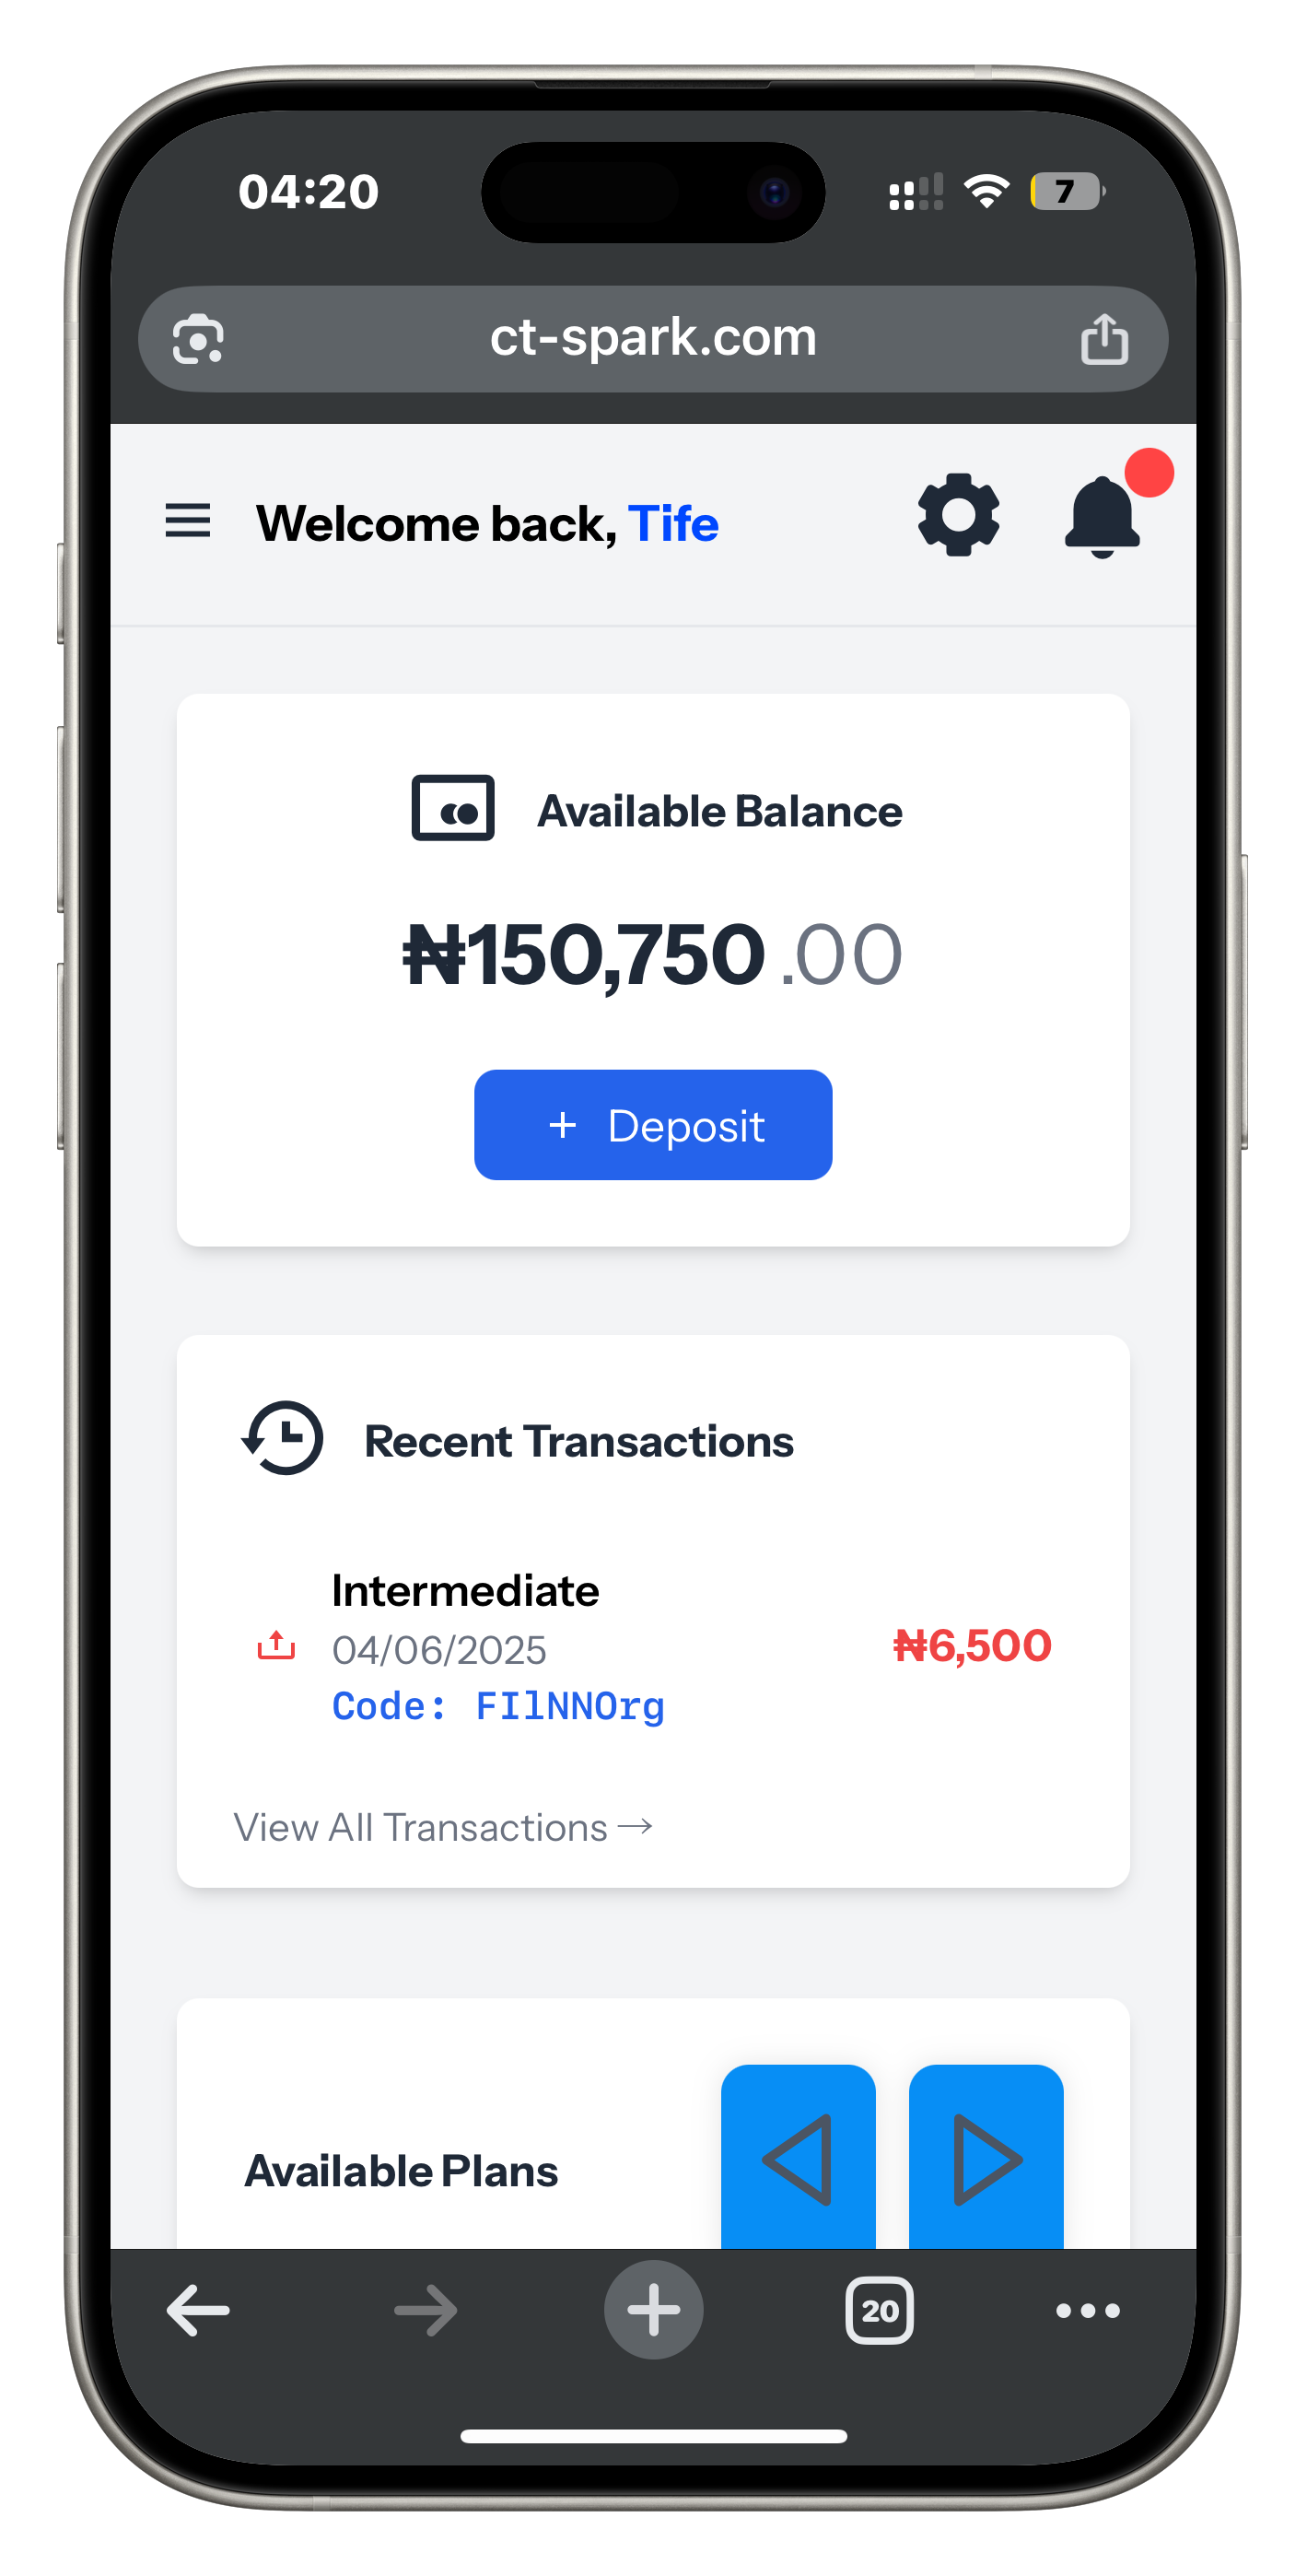 04:20
7
ct-spark.com
Welcome back, Tife
Available Balance
₦150,750 .00
+ Deposit
Recent Transactions
Intermediate
04/06/2025
₦6,500
Code: FIlNNOrg
View All Transactions →
Available Plans
20